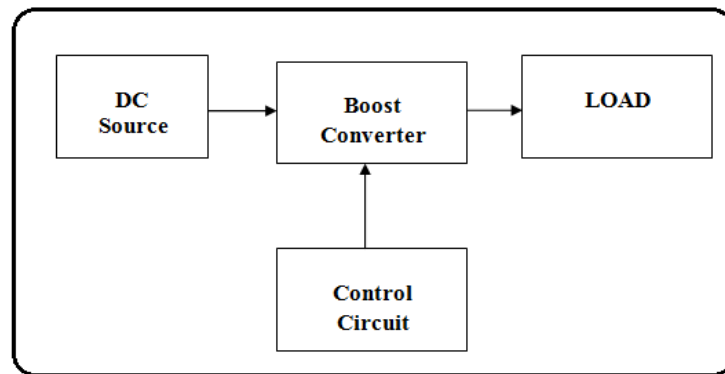 DC
Source
Boost
Converter
LOAD
Control
Circuit